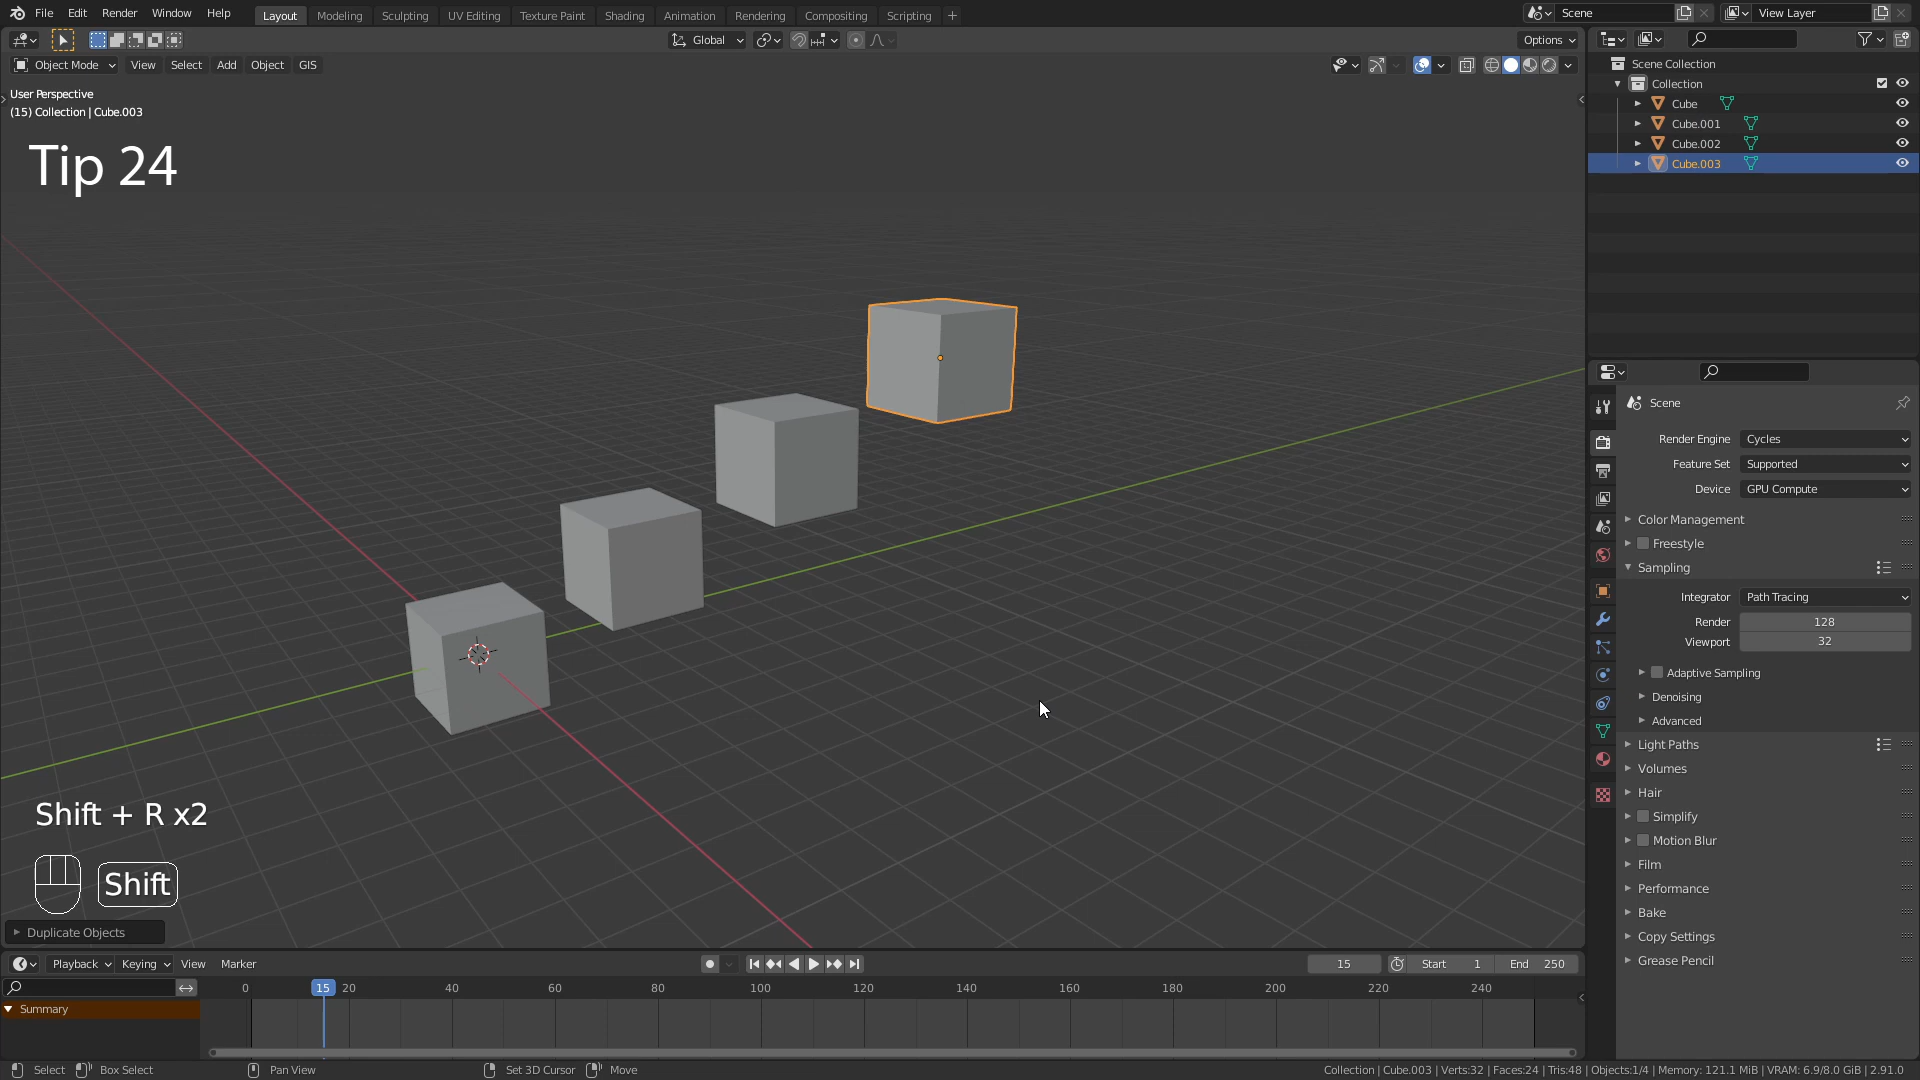 File Edit Render Window Help Layout Modeling Sculpting UV Editing Texture Paint Shading Animation Rendering Compositing Scripting + Scene View Layer
Global Options
Object Mode View Select Add Object GIS
User Perspective
(15) Collection | Cube.003
Tip 24
Shift + R x2
Shift
Duplicate Objects
Scene Collection
Collection
Cube
Cube.001
Cube.002
Cube.003
Scene
Render Engine Cycles
Feature Set Supported
Device GPU Compute
Color Management
Freestyle
Sampling
Integrator Path Tracing
Render 128
Viewport 32
Adaptive Sampling
Denoising
Advanced
Light Paths
Volumes
Hair
Simplify
Motion Blur
Film
Performance
Bake
Copy Settings
Grease Pencil
Playback Keying View Marker 15 Start 1 End 250
0 15 20 40 60 80 100 120 140 160 180 200 220 240
Summary
Select Box Select Pan View Set 3D Cursor Move Collection | Cube.003 | Verts:32 | Faces:24 | Tris:48 | Objects:1/4 | Memory: 121.1 MiB | VRAM: 6.9/8.0 GiB | 2.91.0